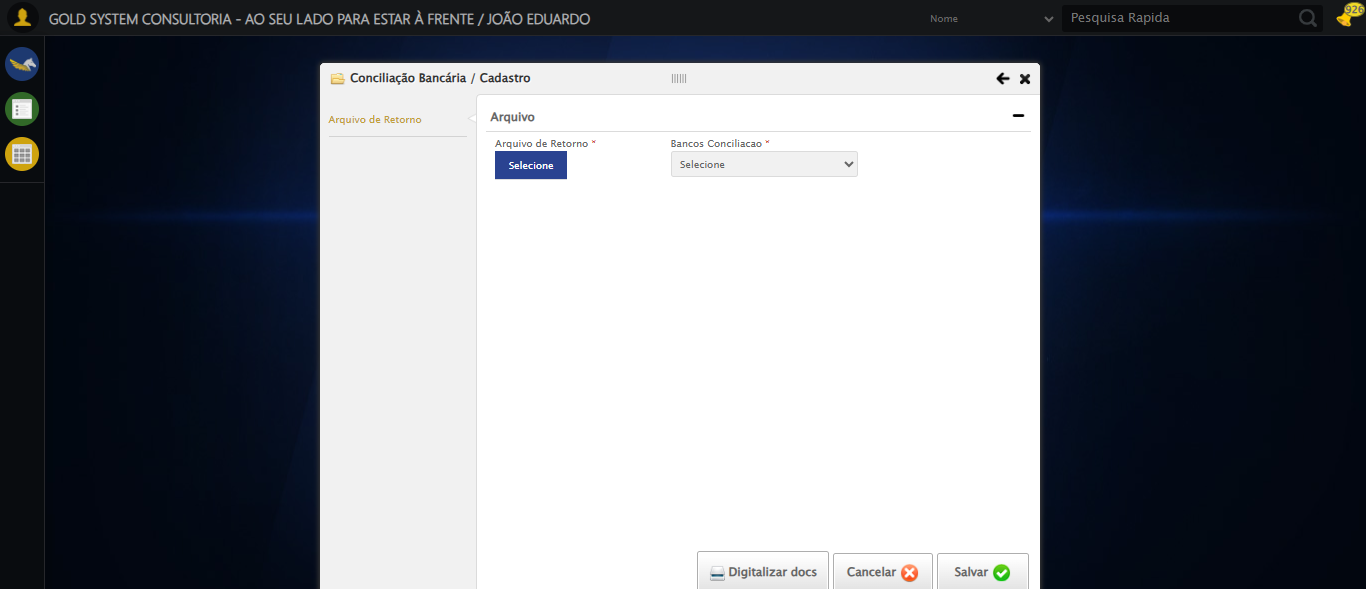 GOLD SYSTEM CONSULTORIA - AO SEU LADO PARA ESTAR À FRENTE / JOÃO EDUARDO
Nome
Pesquisa Rapida
926
Conciliação Bancária / Cadastro
Arquivo de Retorno
Arquivo
Arquivo de Retorno *
Bancos Conciliacao *
Selecione
Selecione
Digitalizar docs
Cancelar
Salvar